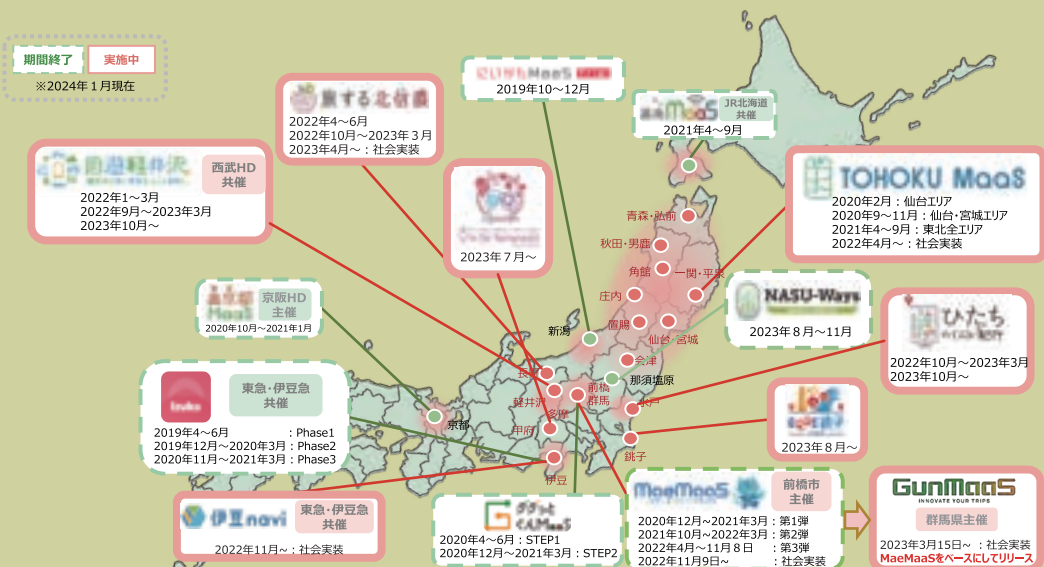 期間終了
実施中
※2024年1月現在
にいがたMaaS
2019年10～12月
旅する北信濃
2022年4～6月
2022年10月～2023年3月
2023年4月～：社会実装
MaaS
JR北海道
共催
2021年4～9月
回遊軽井沢
西武HD
共催
2022年1～3月
2022年9月～2023年3月
2023年10月～
2023年7月～
TOHOKU MaaS
2020年2月：仙台エリア
2020年9～11月：仙台・宮城エリア
2021年4～9月：東北全エリア
2022年4月～：社会実装
青森・弘前
秋田・男鹿
角館
一関・平泉
庄内
置賜
仙台・宮城
新潟
会津
那須塩原
長野
軽井沢
前橋
群馬
水戸
多摩
甲府
京都
伊豆
銚子
MaaS
京阪HD
主催
2020年10月～2021年1月
NASU-Ways
2023年8月～11月
ひたち
2022年10月～2023年3月
2023年10月～
Izuko
東急・伊豆急
共催
2019年4～6月　　：Phase1
2019年12月～2020年3月：Phase2
2020年11月～2021年3月：Phase3
2023年8月～
伊豆navi
東急・伊豆急
共催
2022年11月~：社会実装
ググっと
ぐんMaaS
2020年4～6月：STEP1
2020年12月～2021年3月：STEP2
MaeMaaS
前橋市
主催
2020年12月~2021年3月：第1弾
2021年10月~2022年3月：第2弾
2022年4月～11月8日　：第3弾
2022年11月9日~　：社会実装
GunMaaS
INNOVATE YOUR TRIPS
群馬県主催
2023年3月15日~　：社会実装
MaeMaaSをベースにしてリリース